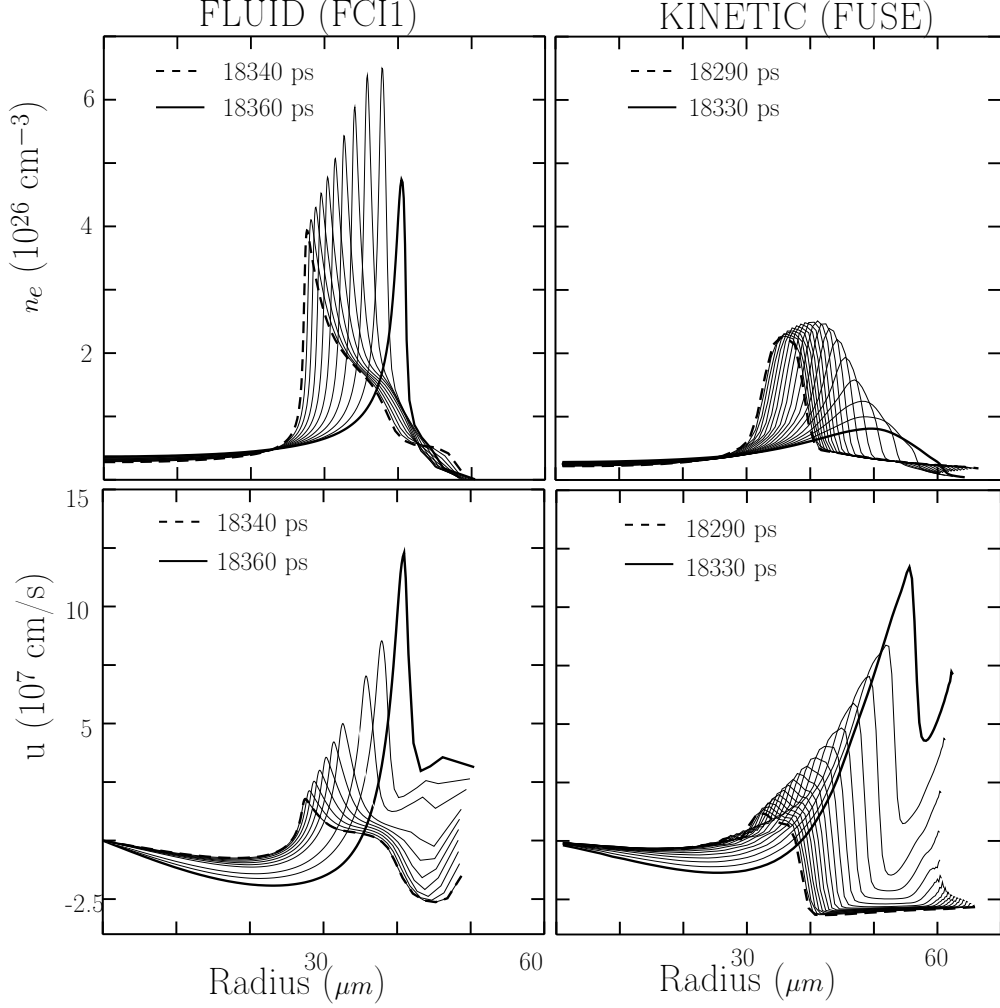 FLUID (FCI1)
KINETIC (FUSE)
18340 ps
18360 ps
18290 ps
18330 ps
n_e (10^26 cm^−3)
6
4
2
18340 ps
18360 ps
18290 ps
18330 ps
u (10^7 cm/s)
15
10
5
-2.5
30
60
30
60
Radius (μm)
Radius (μm)